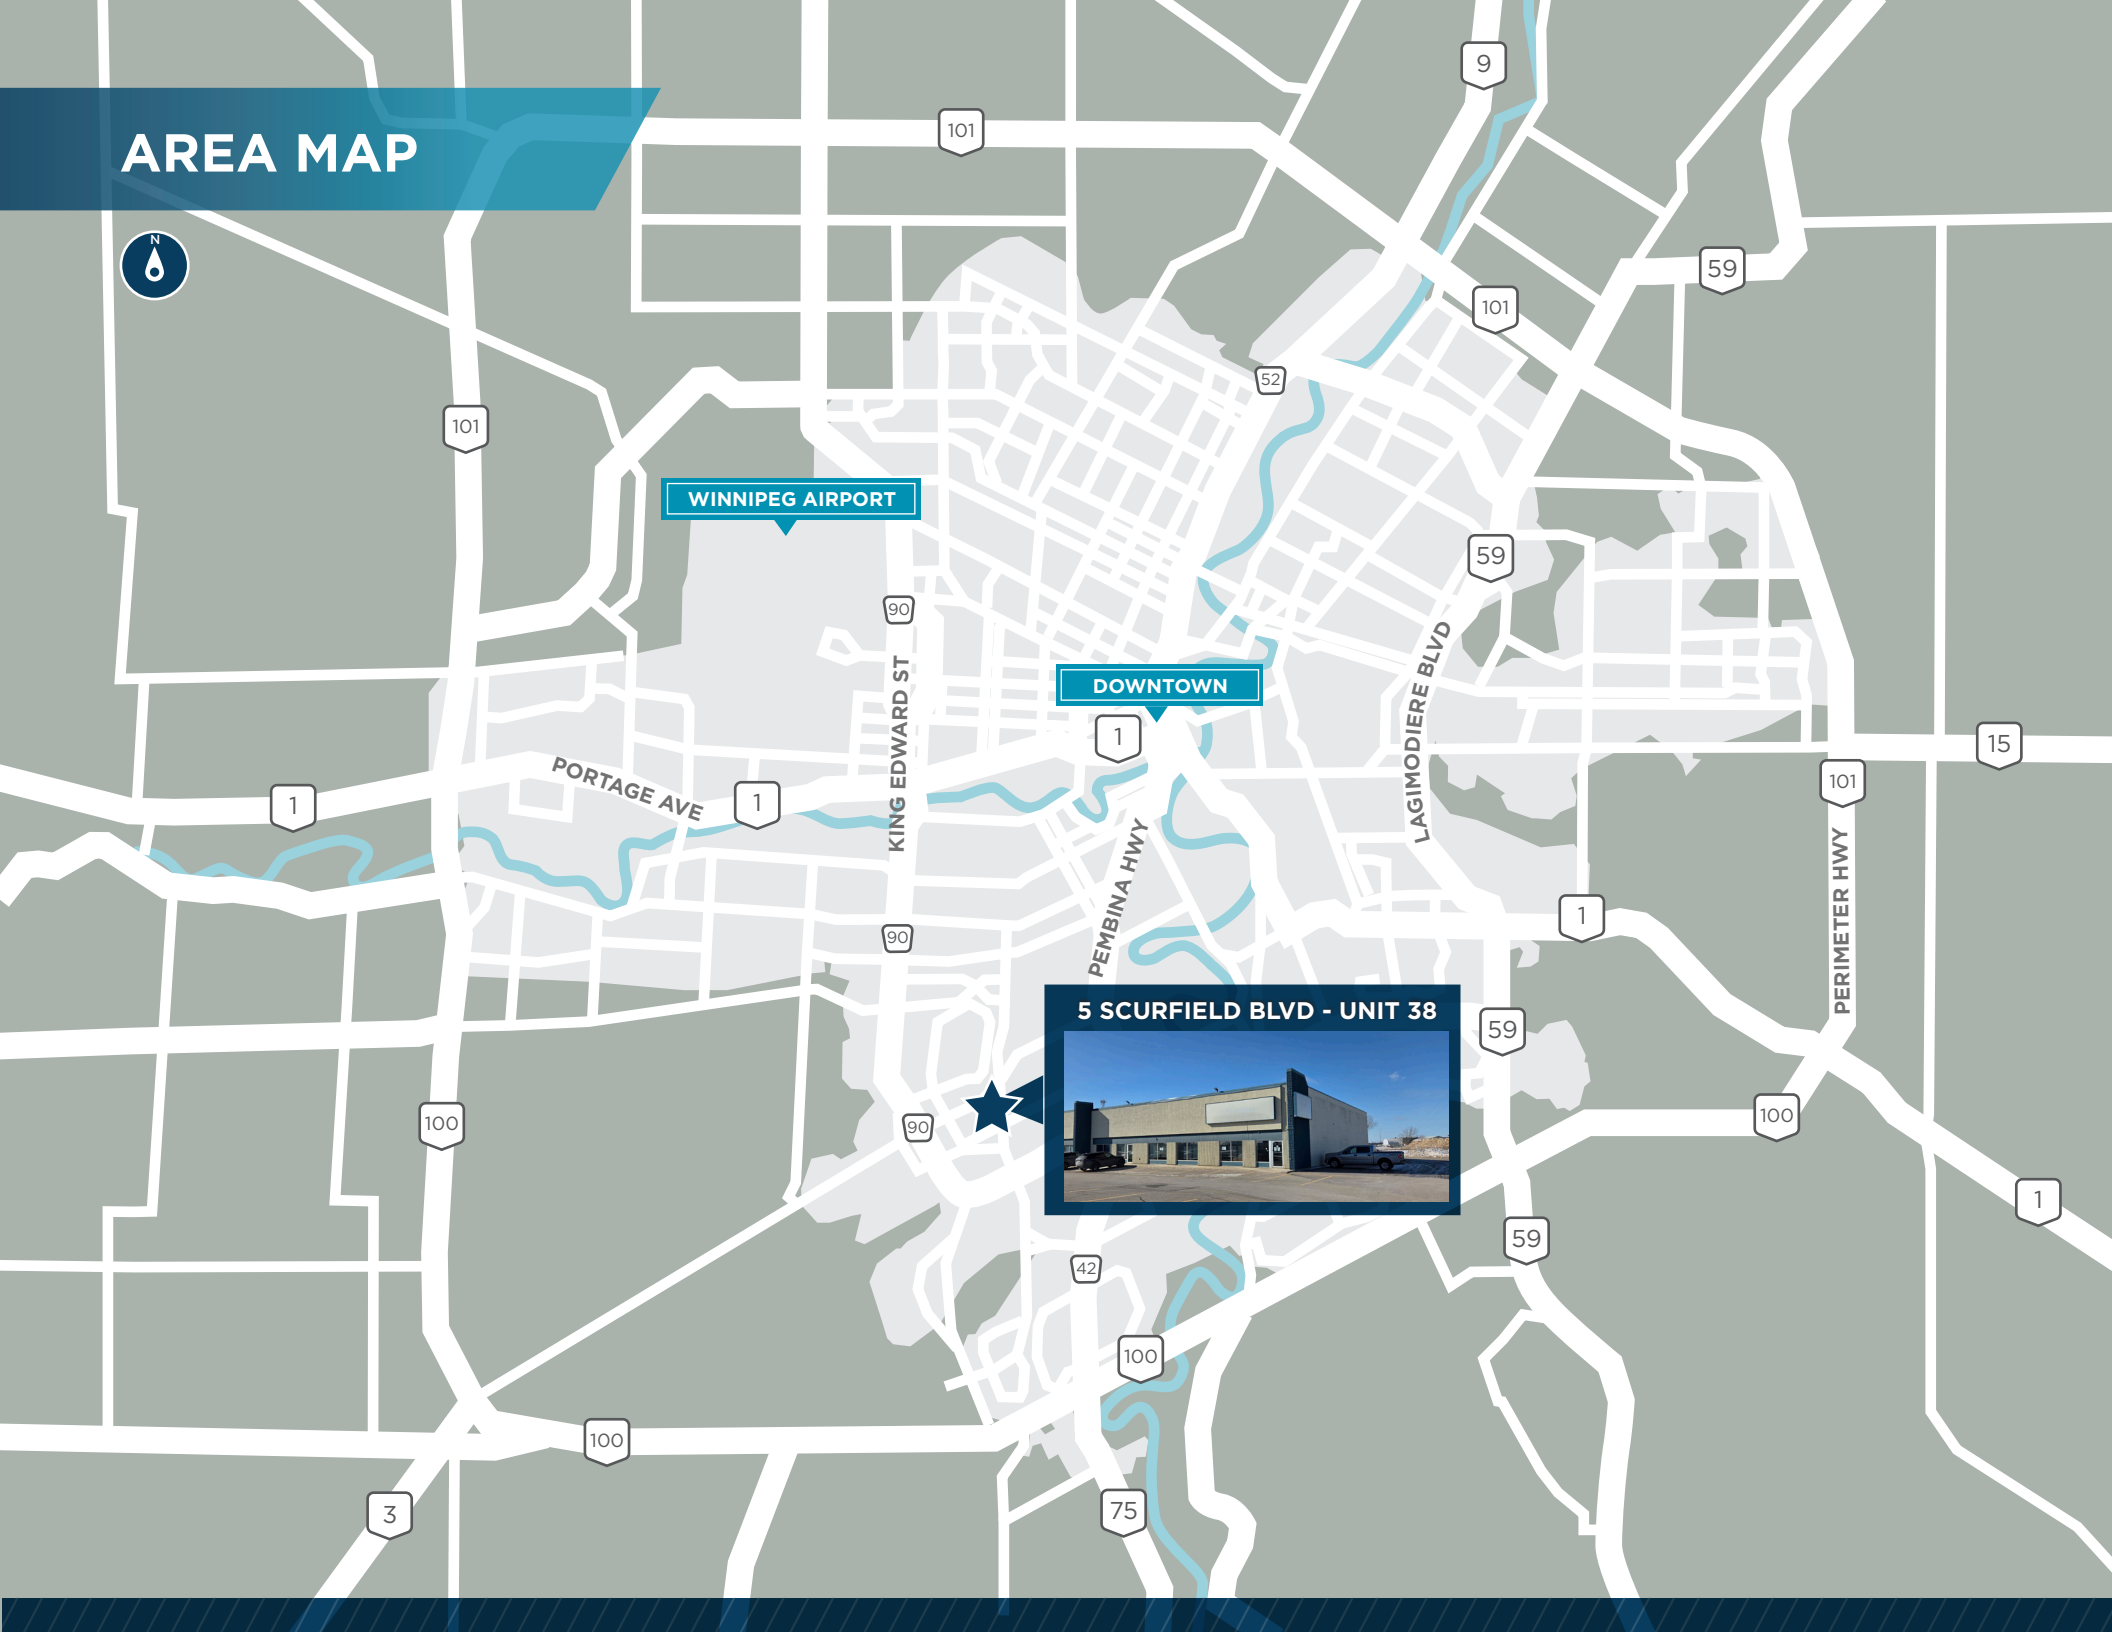 9
101
AREA MAP
N
59
101
52
101
WINNIPEG AIRPORT
59
90
LAGIMODIERE BLVD
KING EDWARD ST
DOWNTOWN
1
15
PORTAGE AVE
1
1
101
PEMBINA HWY
PERIMETER HWY
1
90
5 SCURFIELD BLVD - UNIT 38
59
100
90
100
1
59
42
100
100
3
75